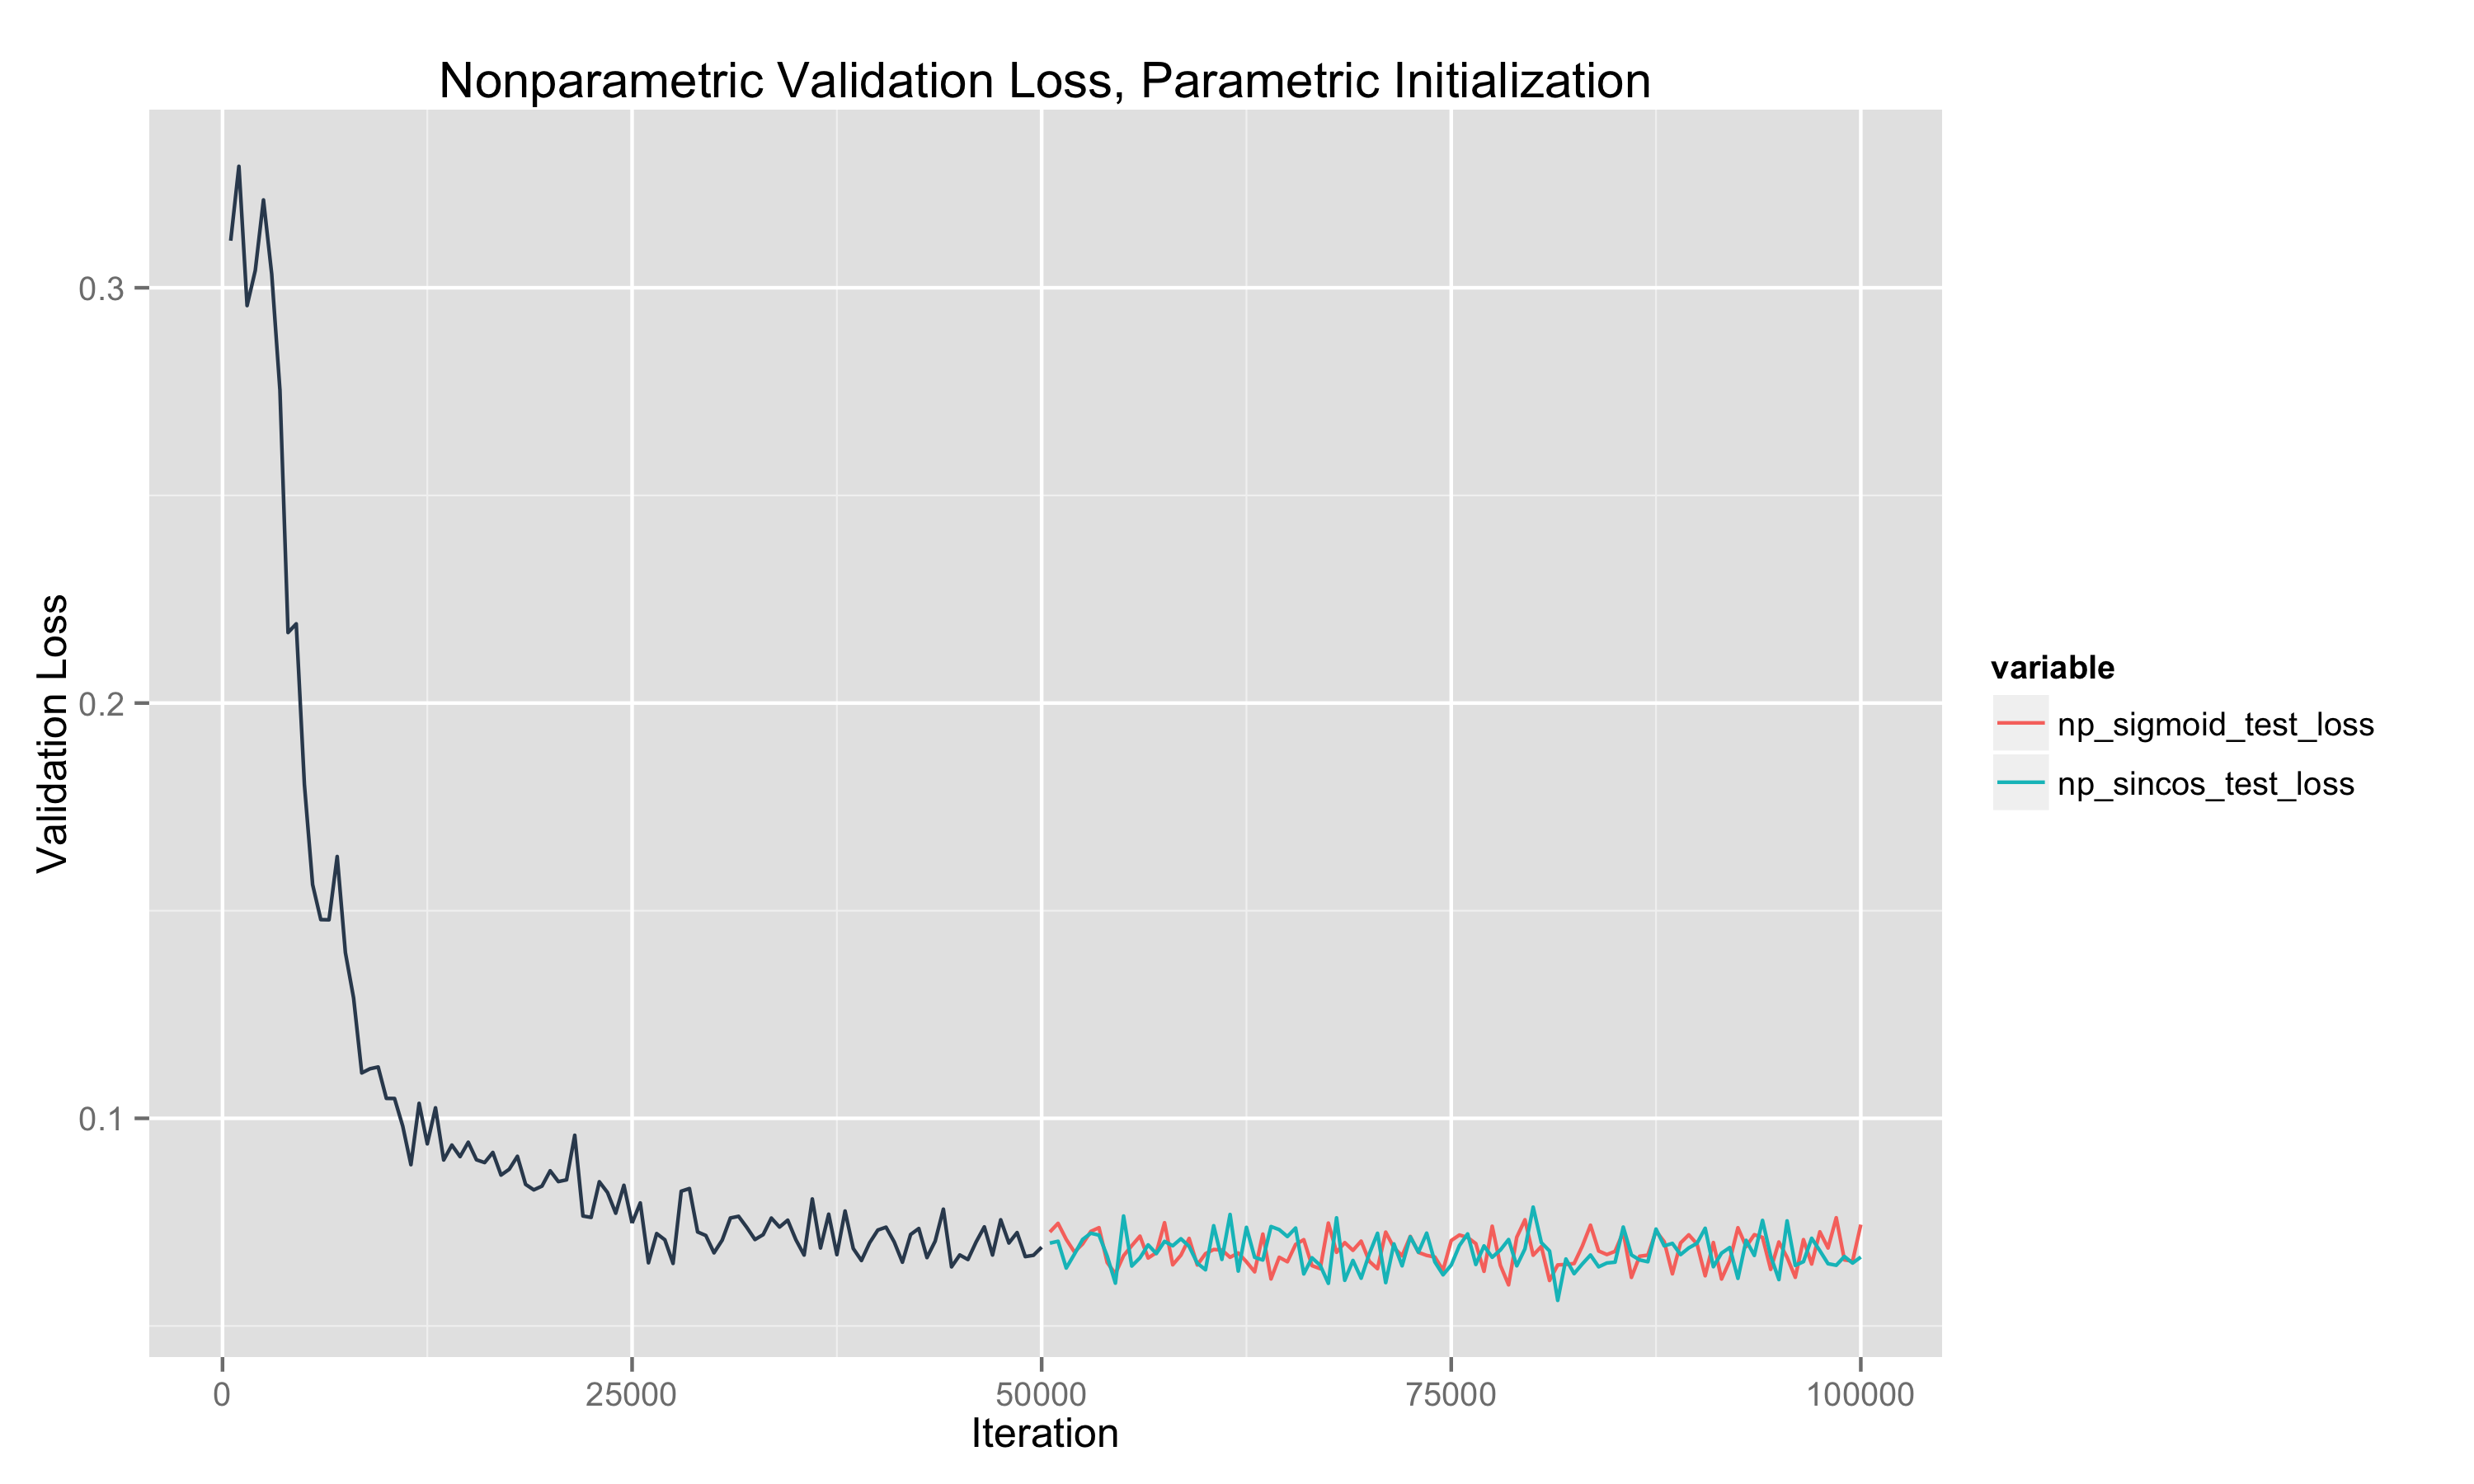 Nonparametric Validation Loss, Parametric Initialization
Validation Loss
0.3
0.2
0.1
0
25000
50000
75000
100000
Iteration
variable
np_sigmoid_test_loss
np_sincos_test_loss